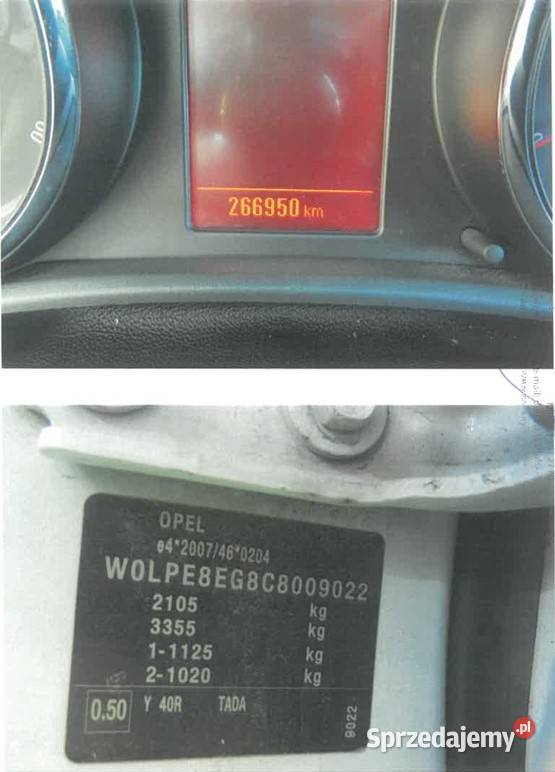 266950 km
OPEL
e4*2007/46*0204
W0LPE8EG8C8009022
2105 kg
3355 kg
1-1125 kg
2-1020 kg
0.50 Y 40R TADA
9022
Sprzedajemy.pl